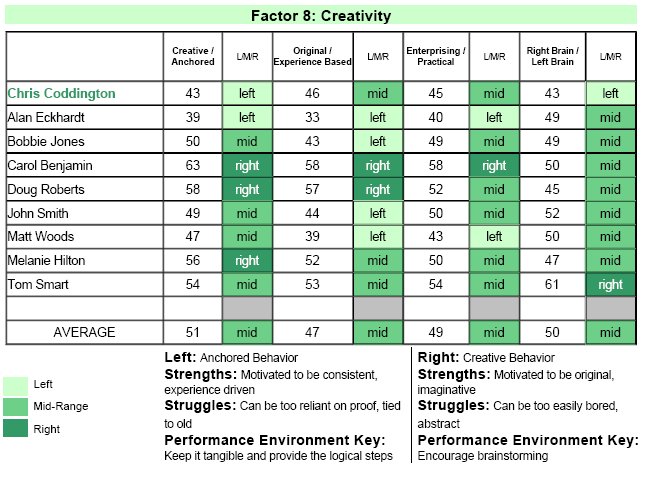 Factor 8: Creativity
Creative / Anchored L/M/R Original / Experience Based L/M/R Enterprising / Practical L/M/R Right Brain / Left Brain L/M/R
Chris Coddington 43 left 46 mid 45 mid 43 left
Alan Eckhardt 39 left 33 left 40 left 49 mid
Bobbie Jones 50 mid 43 left 49 mid 49 mid
Carol Benjamin 63 right 58 right 58 right 50 mid
Doug Roberts 58 right 57 right 52 mid 45 mid
John Smith 49 mid 44 left 50 mid 52 mid
Matt Woods 47 mid 39 left 43 left 50 mid
Melanie Hilton 56 right 52 mid 50 mid 47 mid
Tom Smart 54 mid 53 mid 54 mid 61 right
AVERAGE 51 mid 47 mid 49 mid 50 mid
Left
Mid-Range
Right
Left: Anchored Behavior
Strengths: Motivated to be consistent,
experience driven
Struggles: Can be too reliant on proof, tied
to old
Performance Environment Key:
Keep it tangible and provide the logical steps
Right: Creative Behavior
Strengths: Motivated to be original,
imaginative
Struggles: Can be too easily bored,
abstract
Performance Environment Key:
Encourage brainstorming